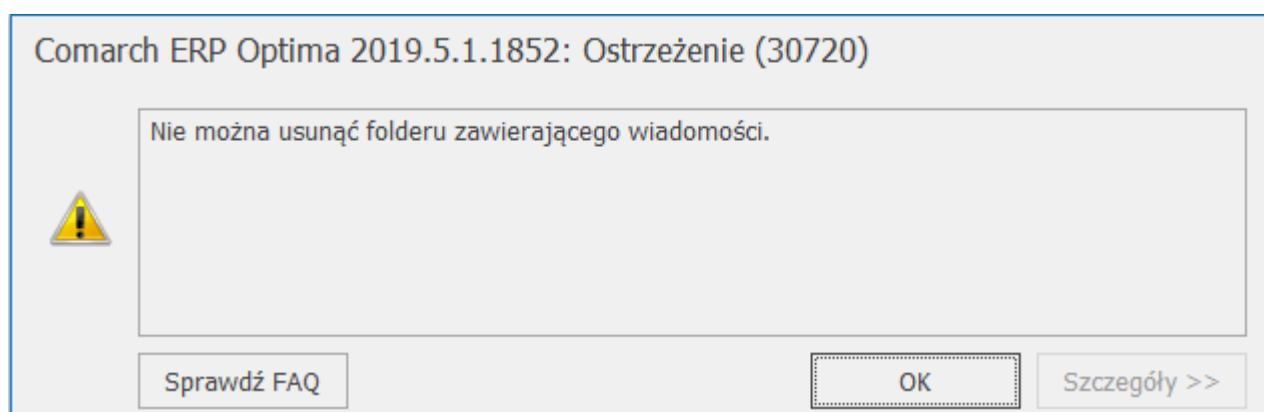 Comarch ERP Optima 2019.5.1.1852: Ostrzeżenie (30720)
Nie można usunąć folderu zawierającego wiadomości.
Sprawdź FAQ
OK
Szczegóły >>